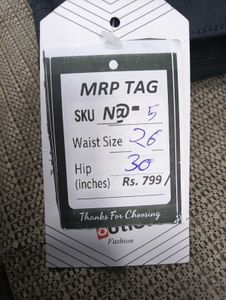 MRP TAG
SKU N@-5
Waist Size 26
Hip 30
(inches) Rs. 799/
Thanks For Choosing
Fashion